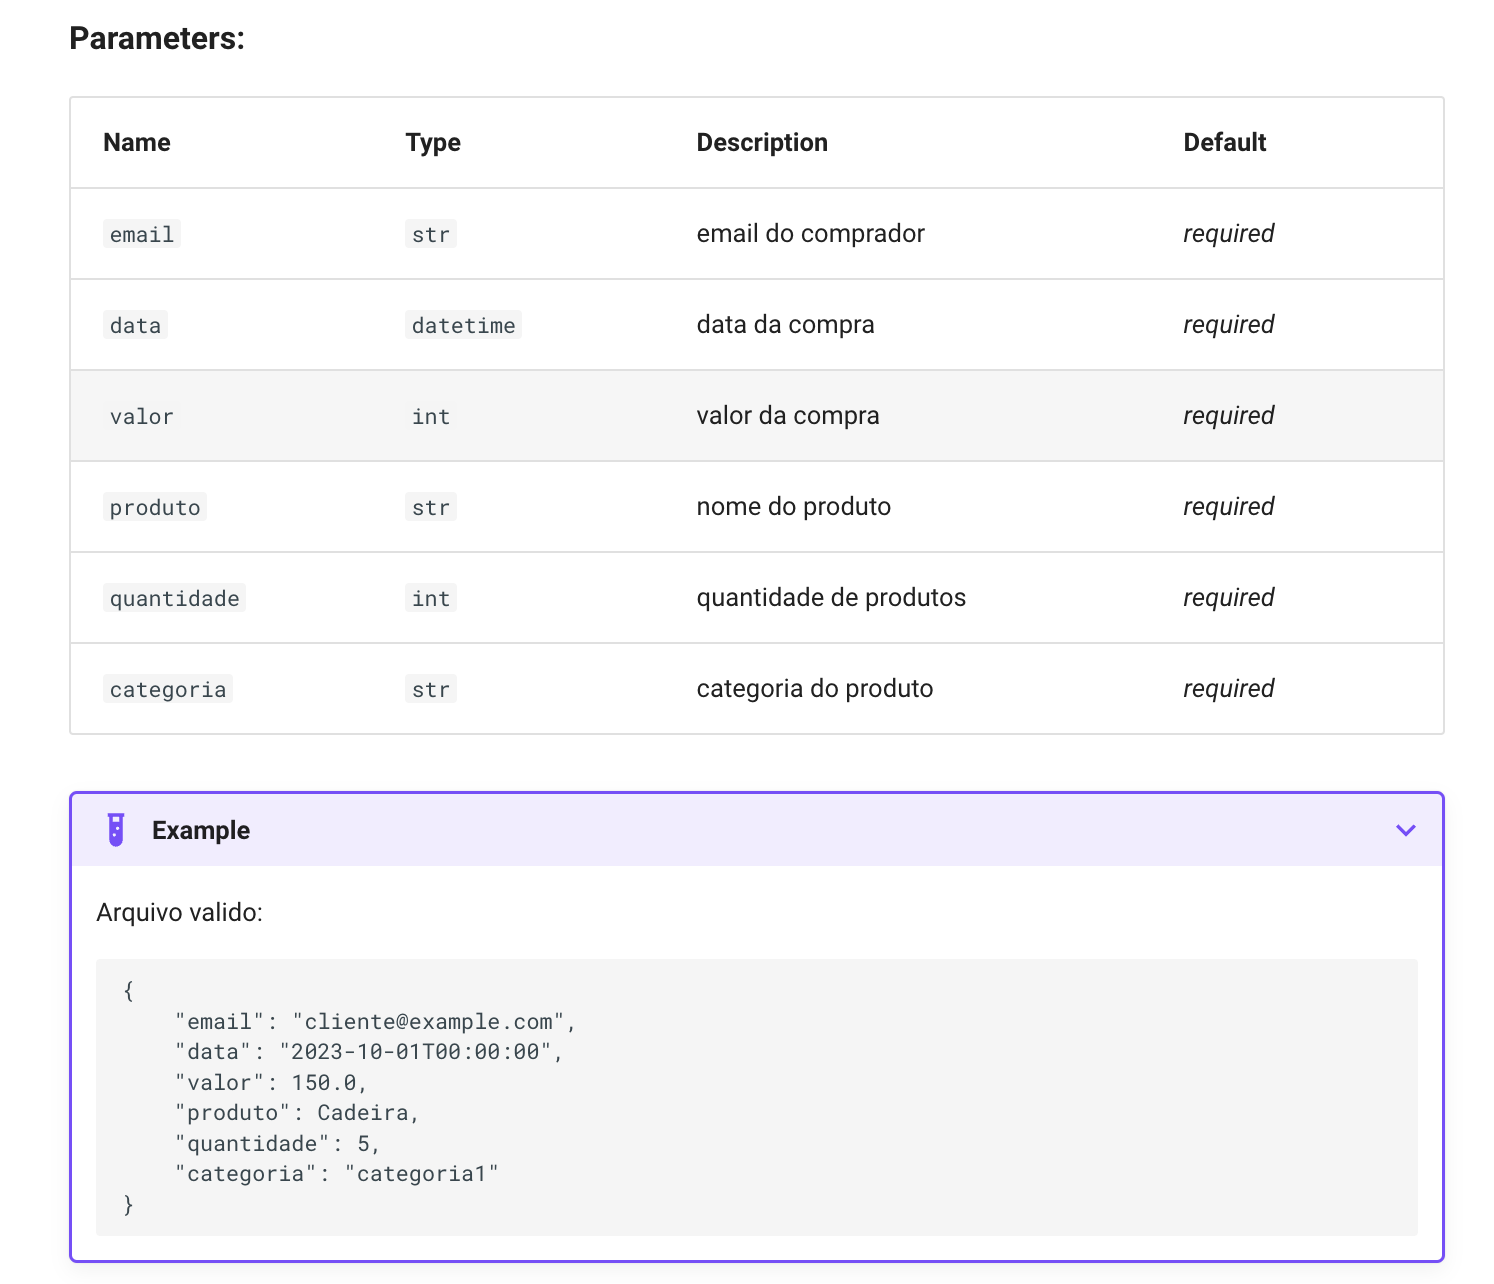 Parameters:
Name Type Description Default
email str email do comprador required
data datetime data da compra required
valor int valor da compra required
produto str nome do produto required
quantidade int quantidade de produtos required
categoria str categoria do produto required
Example
Arquivo valido:
{
    "email": "cliente@example.com",
    "data": "2023-10-01T00:00:00",
    "valor": 150.0,
    "produto": Cadeira,
    "quantidade": 5,
    "categoria": "categoria1"
}